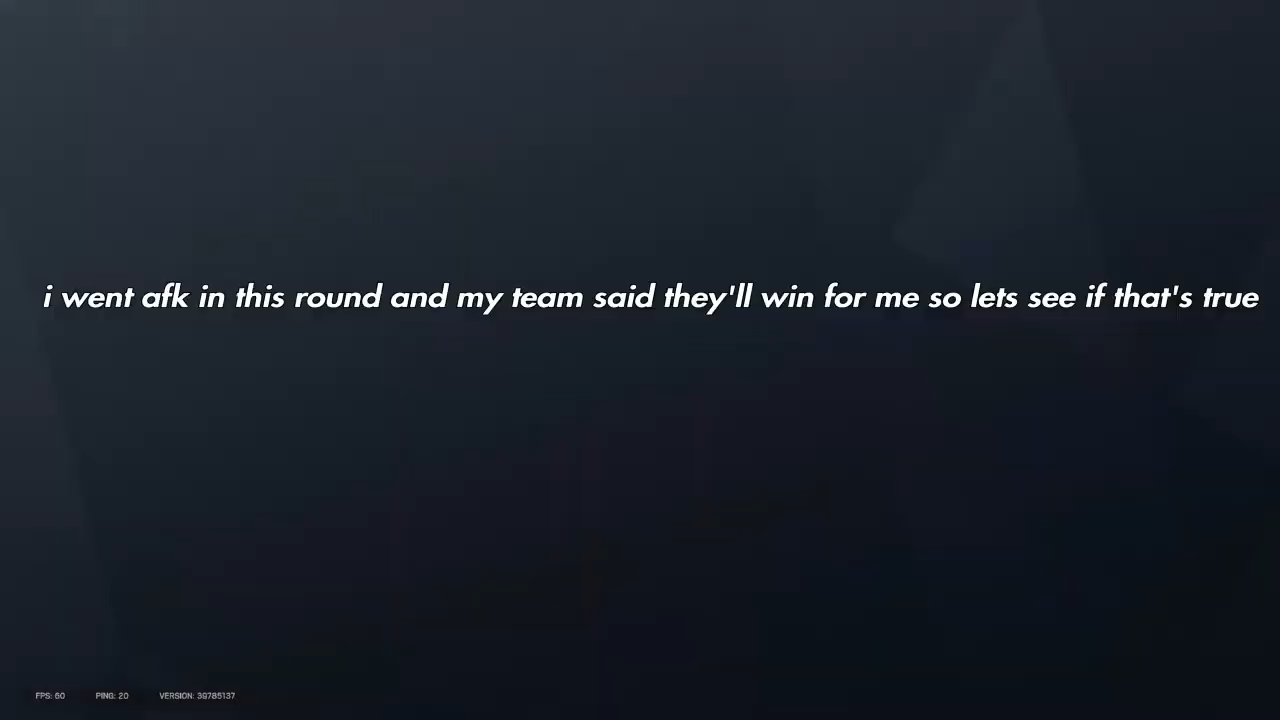 i went afk in this round and my team said they'll win for me so lets see if that's true
FPS: 60 PING: 20 VERSION: 39785137